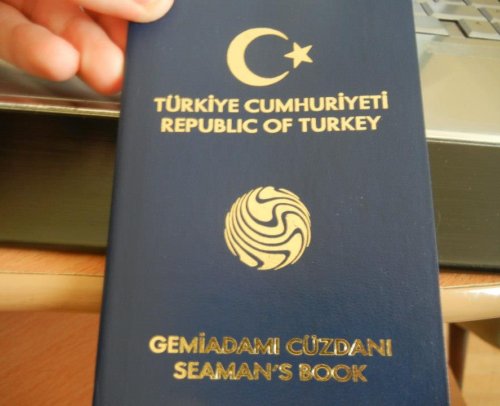 TÜRKİYE CUMHURİYETİ
REPUBLIC OF TURKEY
GEMİADAMI CÜZDANI
SEAMAN'S BOOK